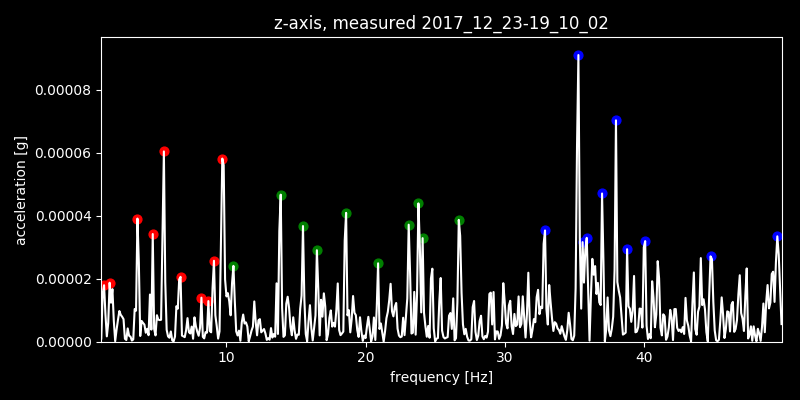 z-axis, measured 2017_12_23-19_10_02
0.00008
0.00006
0.00004
0.00002
0.00000
acceleration [g]
10 20 30 40
frequency [Hz]